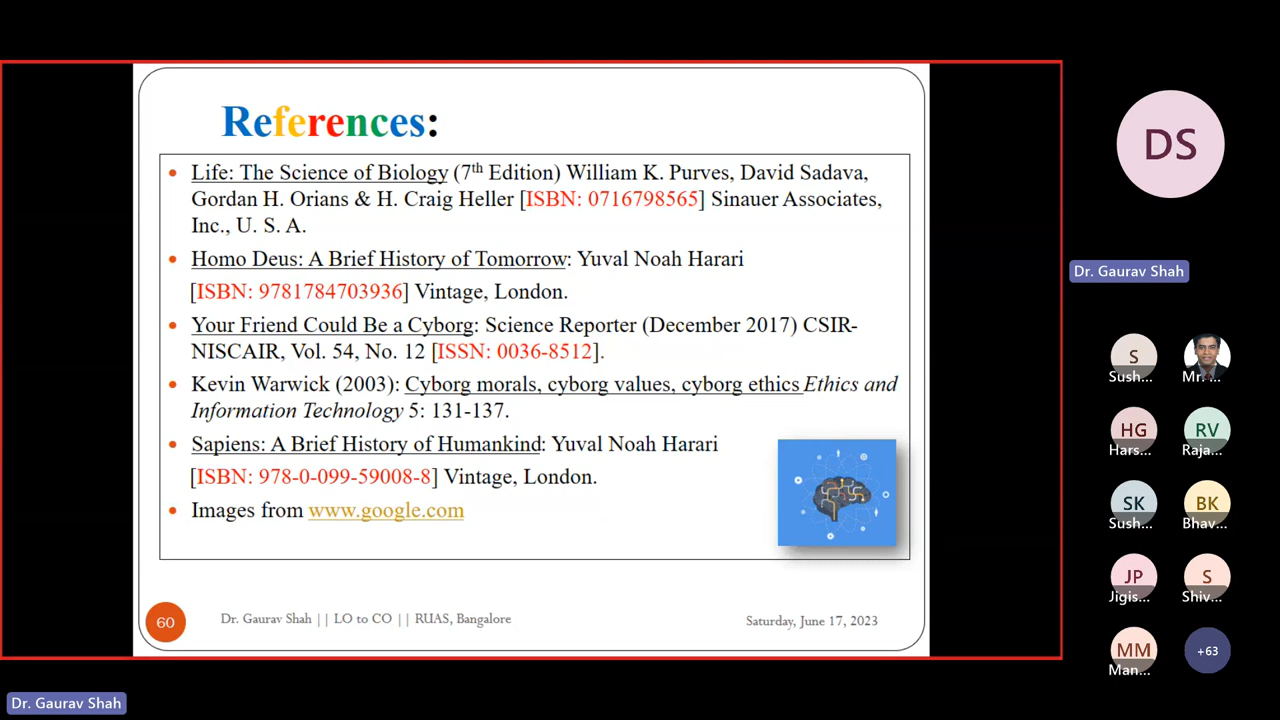 References:
Life: The Science of Biology (7th Edition) William K. Purves, David Sadava,
Gordan H. Orians & H. Craig Heller [ISBN: 0716798565] Sinauer Associates,
Inc., U. S. A.
Homo Deus: A Brief History of Tomorrow: Yuval Noah Harari
[ISBN: 9781784703936] Vintage, London.
Your Friend Could Be a Cyborg: Science Reporter (December 2017) CSIR-
NISCAIR, Vol. 54, No. 12 [ISSN: 0036-8512].
Kevin Warwick (2003): Cyborg morals, cyborg values, cyborg ethics Ethics and
Information Technology 5: 131-137.
Sapiens: A Brief History of Humankind: Yuval Noah Harari
[ISBN: 978-0-099-59008-8] Vintage, London.
Images from www.google.com
60
Dr. Gaurav Shah || LO to CO || RUAS, Bangalore
Saturday, June 17, 2023
DS
Dr. Gaurav Shah
S
Sush...
Mr. ...
HG
Hars...
RV
Raja...
SK
Sush...
BK
Bhav...
JP
Jigis...
S
Shiv...
MM
Man...
+63
Dr. Gaurav Shah